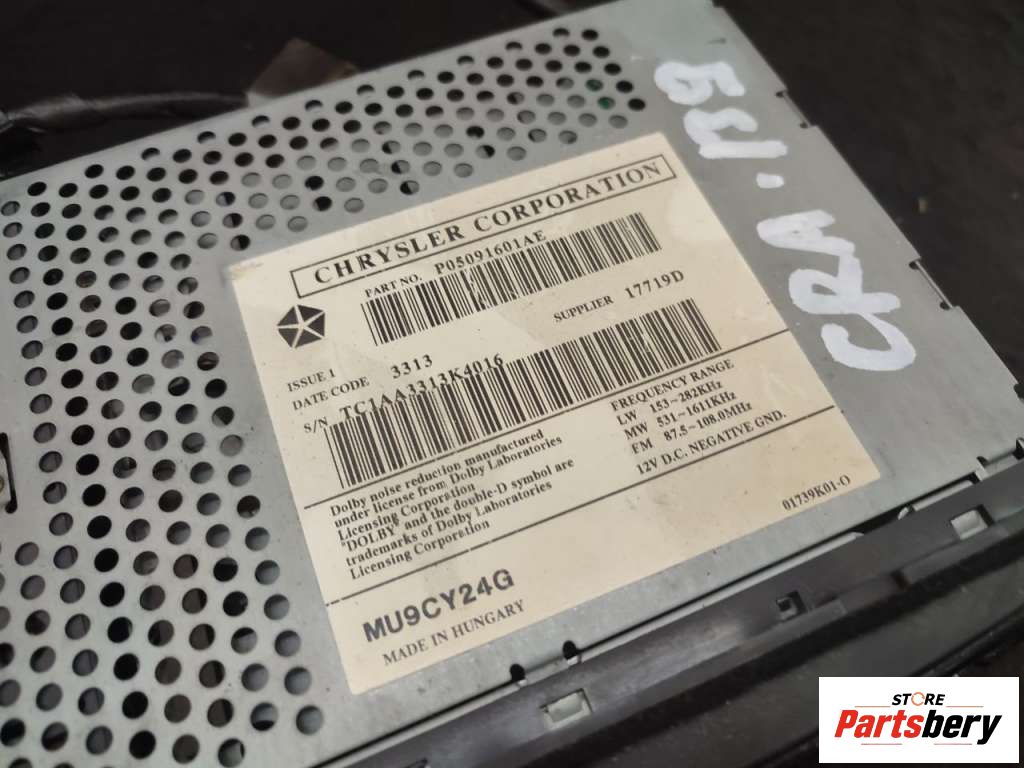 CHRYSLER CORPORATION
PART NO. P05091601AE
ISSUE 1
DATE CODE 3313
SUPPLIER 17719D
S/N TC1AA3313K4016
Dolby noise reduction manufactured
under license from Dolby Laboratories
Licensing Corporation
"DOLBY" and the double-D symbol are
trademarks of Dolby Laboratories
Licensing Corporation
FREQUENCY RANGE
LW 153~282KHz
MW 531~1611KHz
FM 87.5~108.0MHz
12V D.C. NEGATIVE GND.
01739K01-O
MU9CY24G
MADE IN HUNGARY
STORE
Partsbery